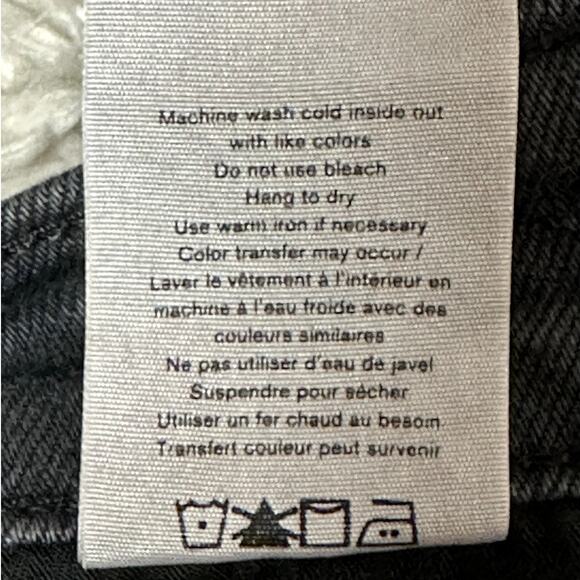 Machine wash cold inside out
with like colors
Do not use bleach
Hang to dry
Use warm iron if necessary
Color transfer may occur /
Laver le vêtement à l'intérieur en
machine à l'eau froide avec des
couleurs similaires
Ne pas utiliser d'eau de javel
Suspendre pour sécher
Utiliser un fer chaud au besoin
Transfert couleur peut survenir